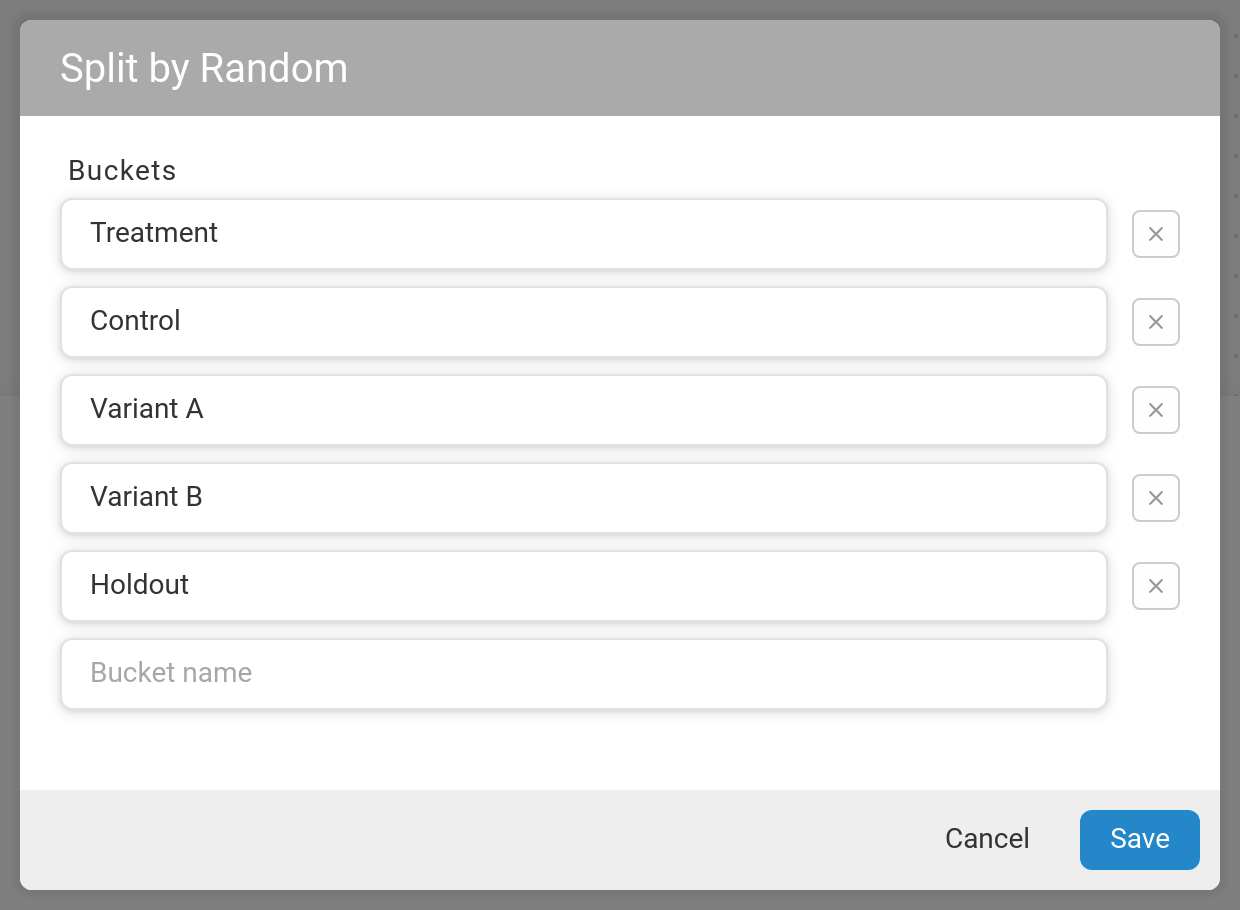 Split by Random
Buckets
Treatment
Control
Variant A
Variant B
Holdout
Bucket name
Cancel
Save